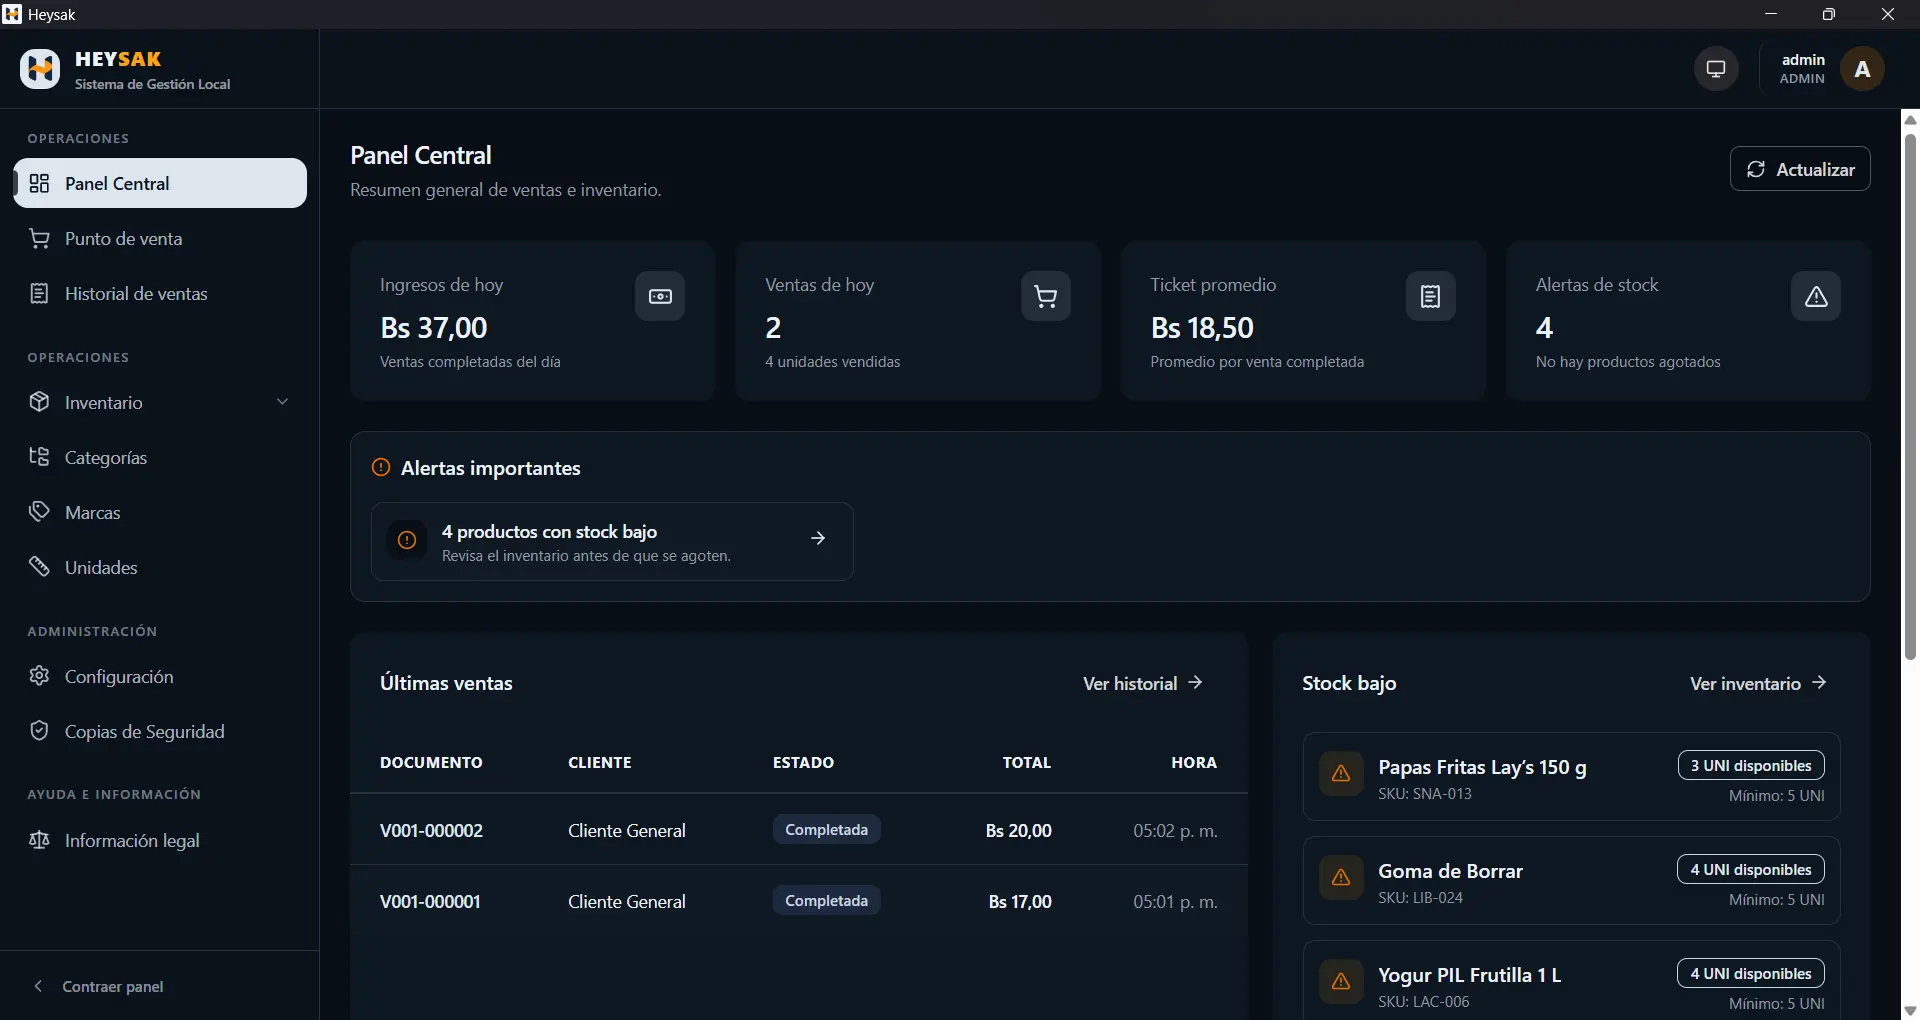 Heysak
HEYSAK
Sistema de Gestión Local
admin
ADMIN
A
OPERACIONES
Panel Central
Punto de venta
Historial de ventas
OPERACIONES
Inventario
Categorías
Marcas
Unidades
ADMINISTRACIÓN
Configuración
Copias de Seguridad
AYUDA E INFORMACIÓN
Información legal
Contraer panel
Panel Central
Resumen general de ventas e inventario.
Actualizar
Ingresos de hoy
Bs 37,00
Ventas completadas del día
Ventas de hoy
2
4 unidades vendidas
Ticket promedio
Bs 18,50
Promedio por venta completada
Alertas de stock
4
No hay productos agotados
Alertas importantes
4 productos con stock bajo
Revisa el inventario antes de que se agoten.
Últimas ventas
Ver historial
DOCUMENTO CLIENTE ESTADO TOTAL HORA
V001-000002 Cliente General Completada Bs 20,00 05:02 p. m.
V001-000001 Cliente General Completada Bs 17,00 05:01 p. m.
Stock bajo
Ver inventario
Papas Fritas Lay's 150 g
SKU: SNA-013
3 UNI disponibles
Mínimo: 5 UNI
Goma de Borrar
SKU: LIB-024
4 UNI disponibles
Mínimo: 5 UNI
Yogur PIL Frutilla 1 L
SKU: LAC-006
4 UNI disponibles
Mínimo: 5 UNI